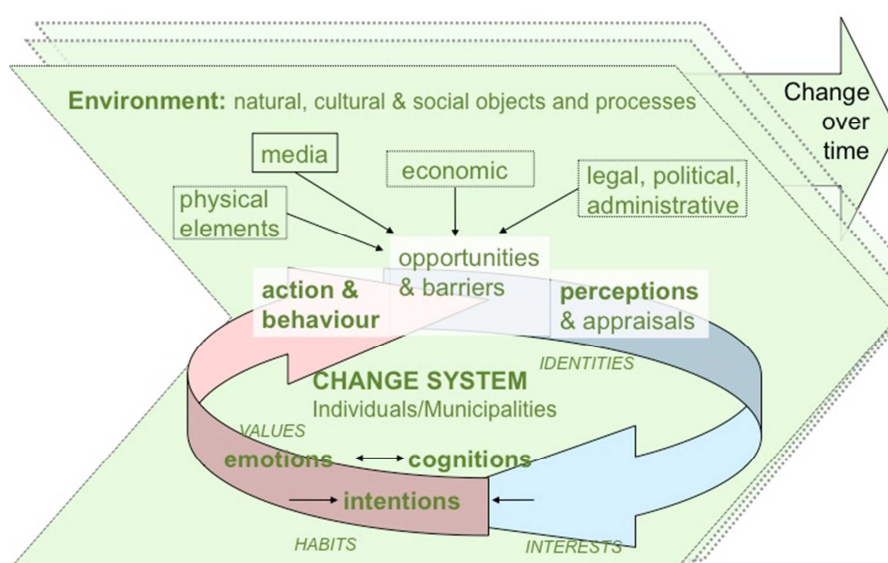 Environment: natural, cultural & social objects and processes
Change
over
time
media
economic
legal, political,
administrative
physical
elements
opportunities
& barriers
action &
behaviour
perceptions
& appraisals
IDENTITIES
CHANGE SYSTEM
Individuals/Municipalities
VALUES
emotions
cognitions
intentions
HABITS
INTERESTS